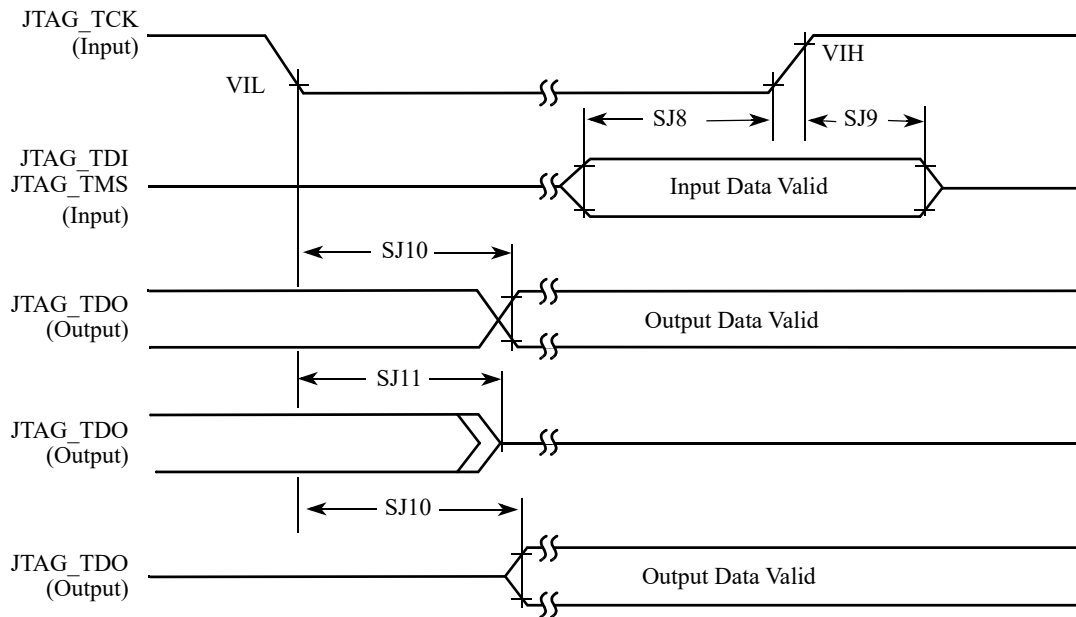 JTAG_TCK
(Input)
VIH
VIL
SJ8
SJ9
JTAG_TDI
JTAG_TMS
(Input)
Input Data Valid
SJ10
JTAG_TDO
(Output)
Output Data Valid
SJ11
JTAG_TDO
(Output)
SJ10
JTAG_TDO
(Output)
Output Data Valid